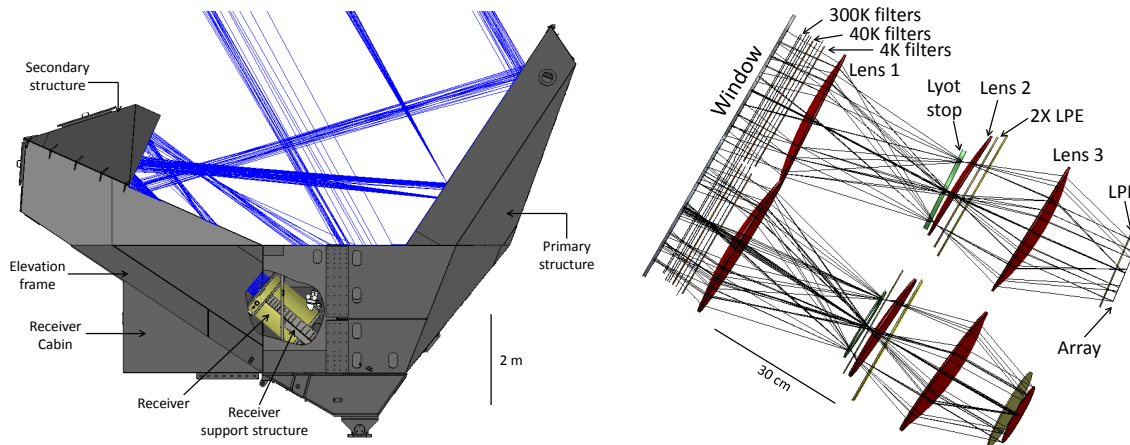 Secondary
structure
Elevation
frame
Receiver
Cabin
Receiver
Receiver
support structure
Primary
structure
2 m
Window
300K filters
40K filters
4K filters
Lens 1
Lyot
stop
Lens 2
2X LPE
Lens 3
LPE
Array
30 cm